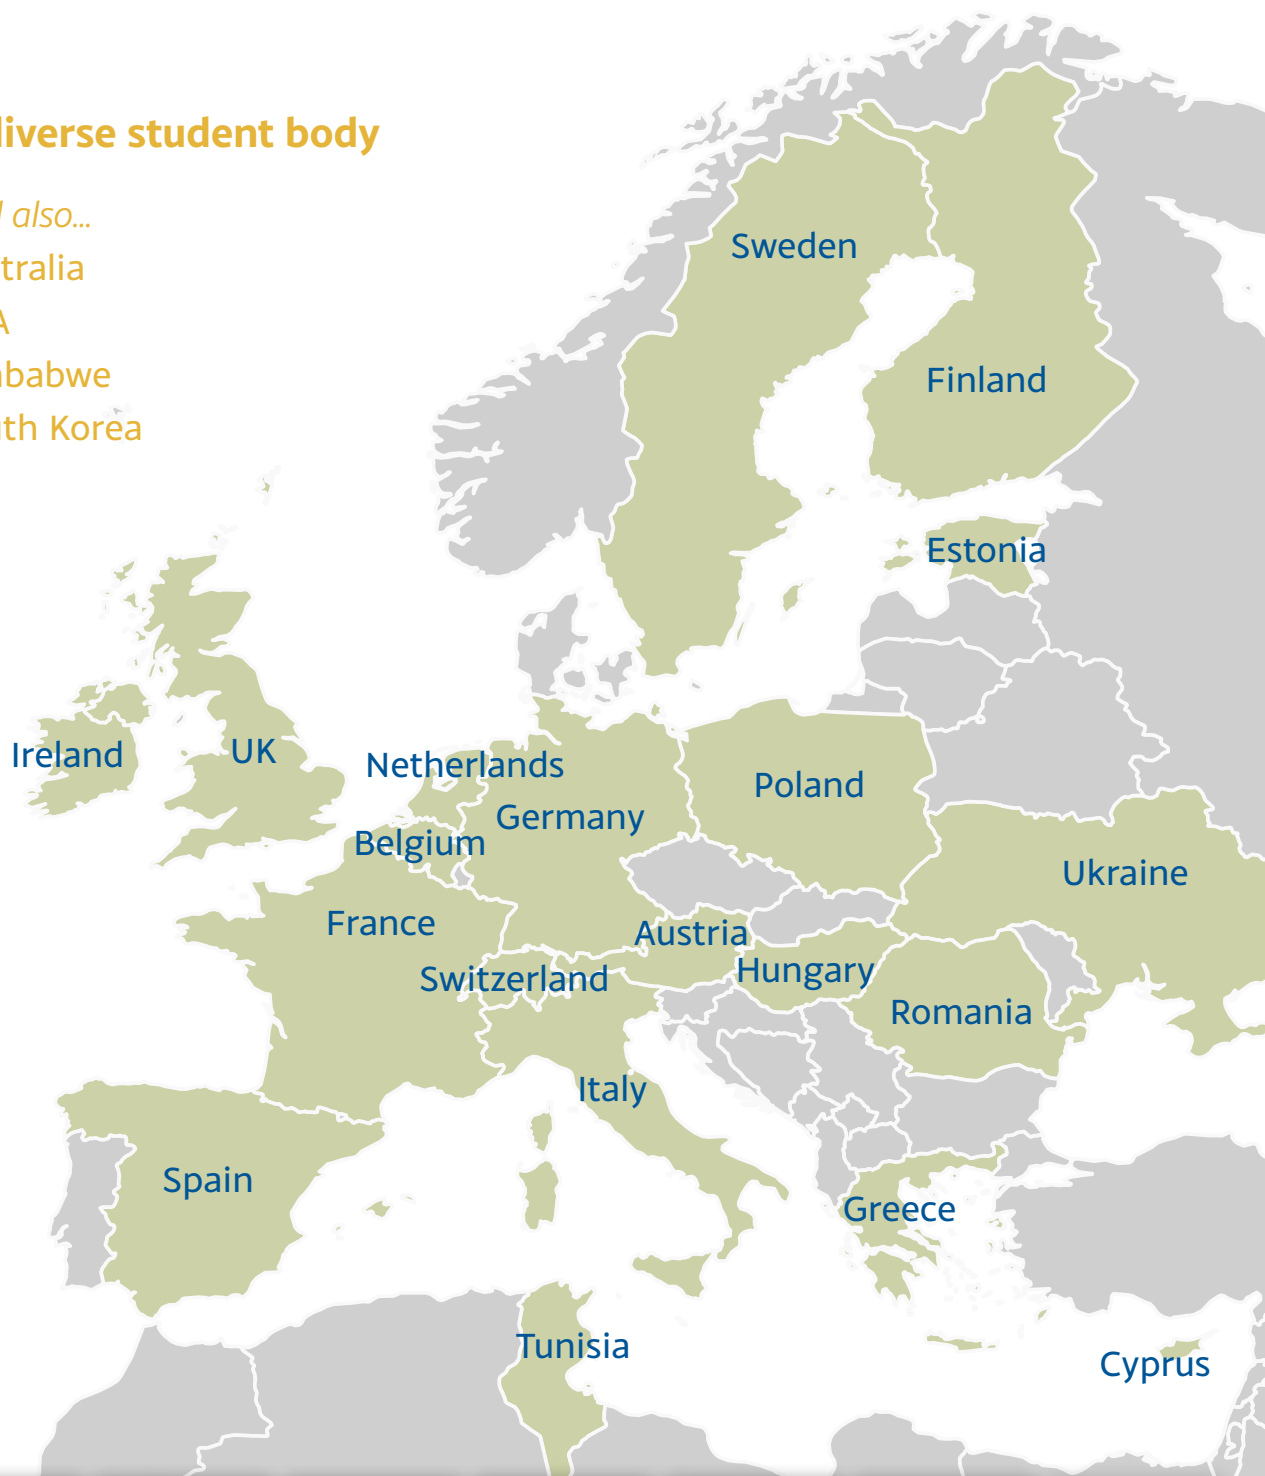 diverse student body
also...
tralia
A
babwe
th Korea
Sweden
Finland
Estonia
Ireland
UK
Netherlands
Poland
Germany
Belgium
Ukraine
France
Austria
Hungary
Switzerland
Romania
Italy
Spain
Greece
Tunisia
Cyprus